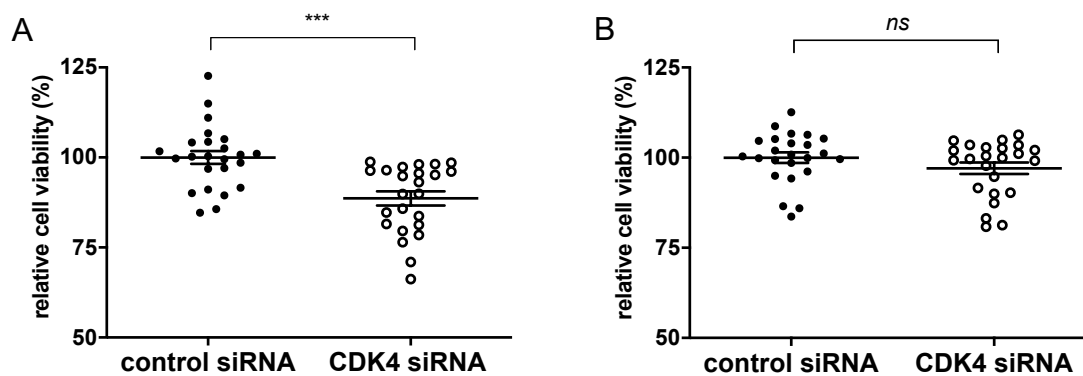 A
***
relative cell viability (%)
125
100
75
50
control siRNA
CDK4 siRNA
B
ns
relative cell viability (%)
125
100
75
50
control siRNA
CDK4 siRNA